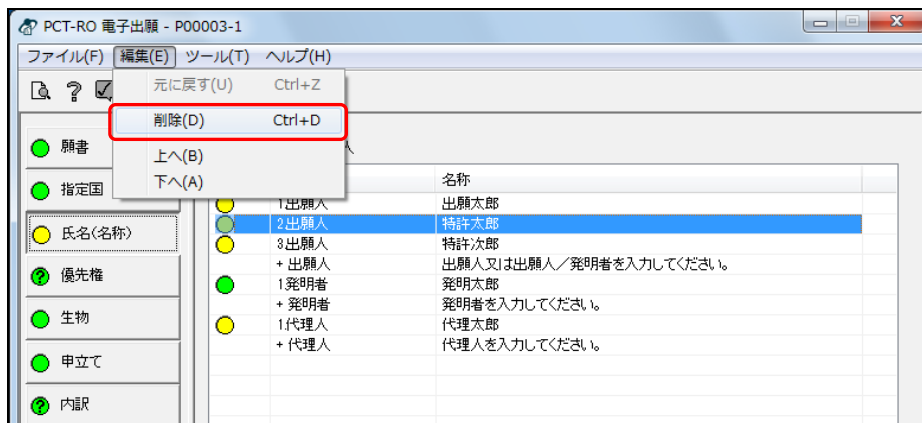 PCT-RO 電子出願 - P00003-1
ファイル(F) 編集(E) ツール(T) ヘルプ(H)
元に戻す(U) Ctrl+Z
削除(D) Ctrl+D
上へ(B)
下へ(A)
願書
指定国
氏名(名称)
優先権
生物
申立て
内訳
名称
1出願人 出願太郎
2出願人 特許太郎
3出願人 特許次郎
+ 出願人 出願人又は出願人／発明者を入力してください。
1発明者 発明太郎
+ 発明者 発明者を入力してください。
1代理人 代理太郎
+ 代理人 代理人を入力してください。